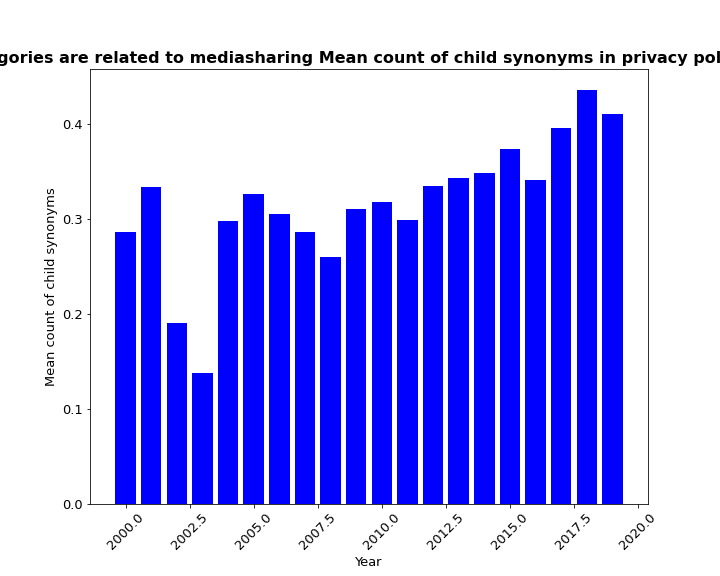 gories are related to mediasharing Mean count of child synonyms in privacy pol
Mean count of child synonyms
0.4
0.3
0.2
0.1
0.0
2000.0 2002.5 2005.0 2007.5 2010.0 2012.5 2015.0 2017.5 2020.0
Year